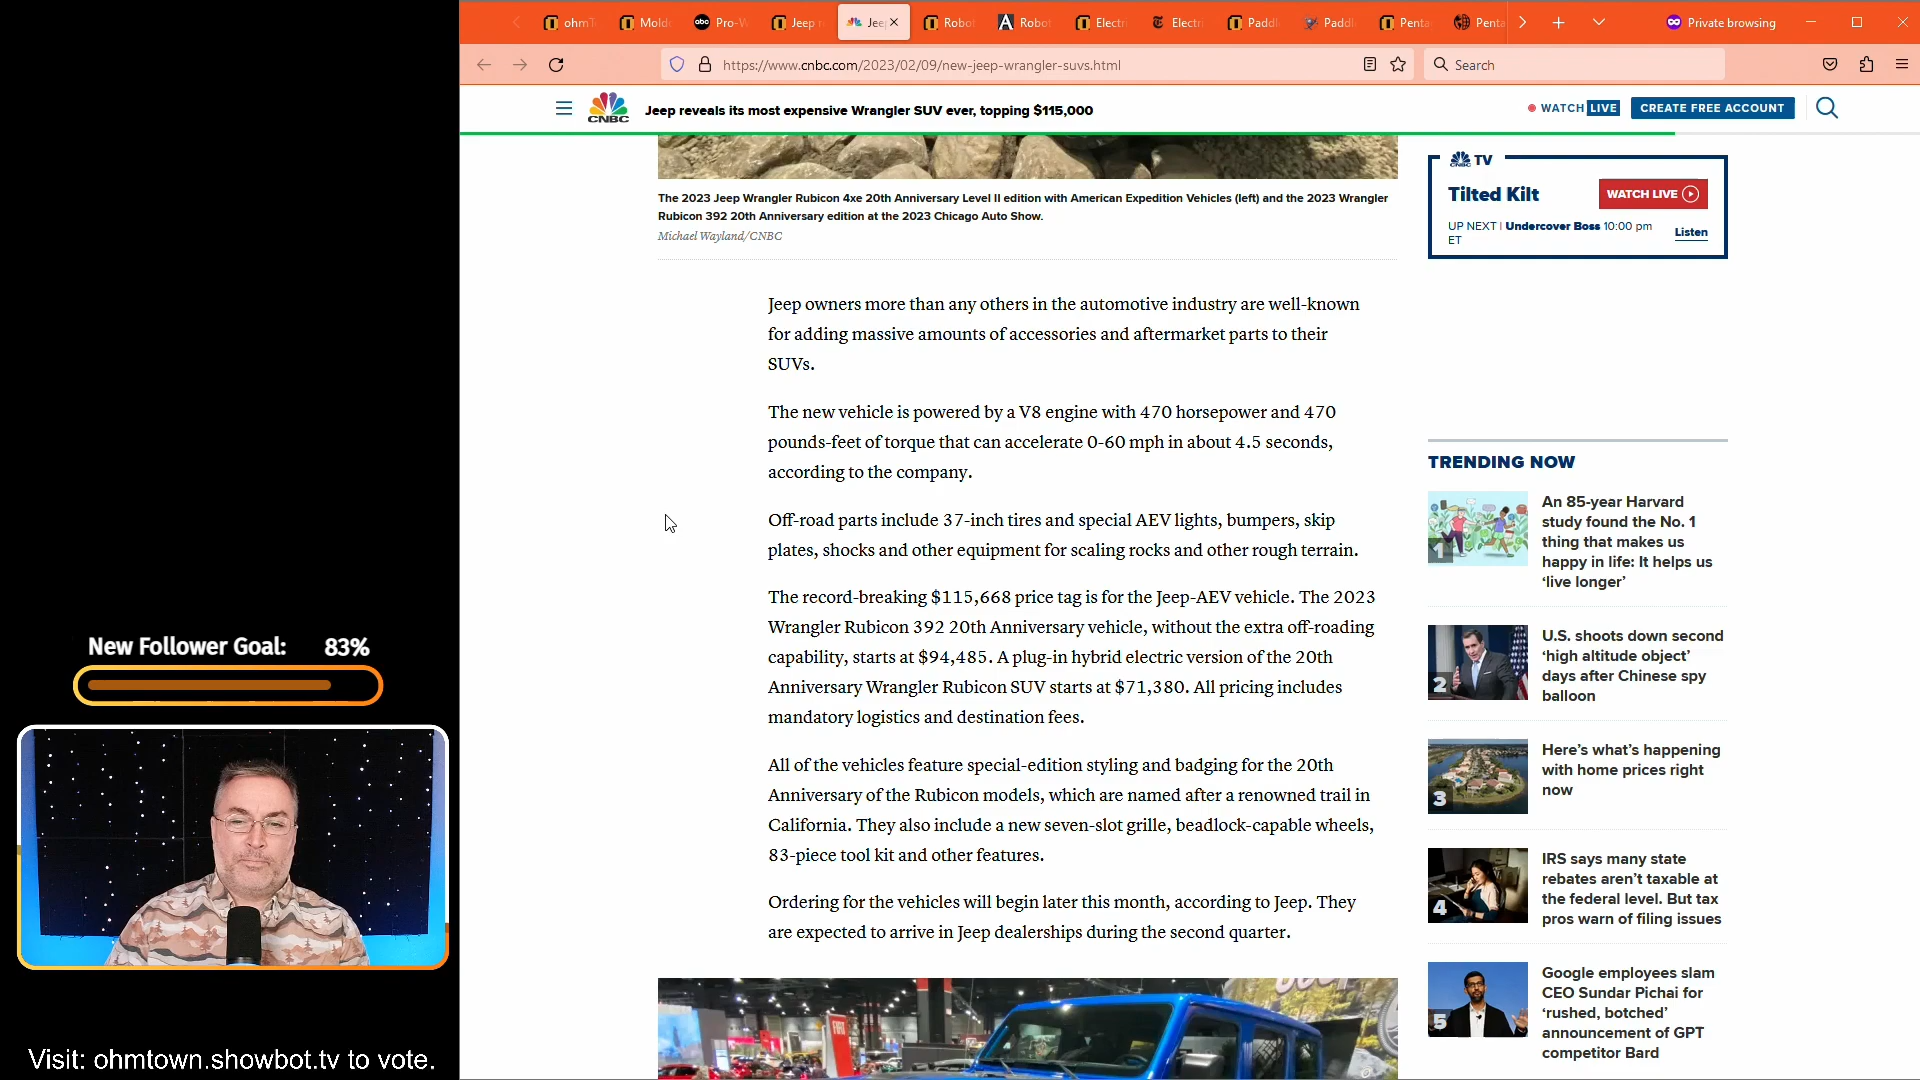 ohm
Mold
Pro-W
Jeep
Jee
Robo
Robot
Electri
Electri
Paddl
Paddl
Penta
Penta
Private browsing
https://www.cnbc.com/2023/02/09/new-jeep-wrangler-suvs.html
Search
CNBC
Jeep reveals its most expensive Wrangler SUV ever, topping $115,000
WATCH LIVE
CREATE FREE ACCOUNT
The 2023 Jeep Wrangler Rubicon 4xe 20th Anniversary Level II edition with American Expedition Vehicles (left) and the 2023 Wrangler
Rubicon 392 20th Anniversary edition at the 2023 Chicago Auto Show.
Michael Wayland/CNBC
Jeep owners more than any others in the automotive industry are well-known
for adding massive amounts of accessories and aftermarket parts to their
SUVs.
The new vehicle is powered by a V8 engine with 470 horsepower and 470
pounds-feet of torque that can accelerate 0-60 mph in about 4.5 seconds,
according to the company.
Off-road parts include 37-inch tires and special AEV lights, bumpers, skip
plates, shocks and other equipment for scaling rocks and other rough terrain.
The record-breaking $115,668 price tag is for the Jeep-AEV vehicle. The 2023
Wrangler Rubicon 392 20th Anniversary vehicle, without the extra off-roading
capability, starts at $94,485. A plug-in hybrid electric version of the 20th
Anniversary Wrangler Rubicon SUV starts at $71,380. All pricing includes
mandatory logistics and destination fees.
All of the vehicles feature special-edition styling and badging for the 20th
Anniversary of the Rubicon models, which are named after a renowned trail in
California. They also include a new seven-slot grille, beadlock-capable wheels,
83-piece tool kit and other features.
Ordering for the vehicles will begin later this month, according to Jeep. They
are expected to arrive in Jeep dealerships during the second quarter.
TV
Tilted Kilt
WATCH LIVE
UP NEXT | Undercover Boss 10:00 pm
ET
Listen
TRENDING NOW
1
An 85-year Harvard
study found the No. 1
thing that makes us
happy in life: It helps us
‘live longer’
2
U.S. shoots down second
‘high altitude object’
days after Chinese spy
balloon
3
Here’s what’s happening
with home prices right
now
4
IRS says many state
rebates aren’t taxable at
the federal level. But tax
pros warn of filing issues
5
Google employees slam
CEO Sundar Pichai for
‘rushed, botched’
announcement of GPT
competitor Bard
New Follower Goal: 83%
Visit: ohmtown.showbot.tv to vote.